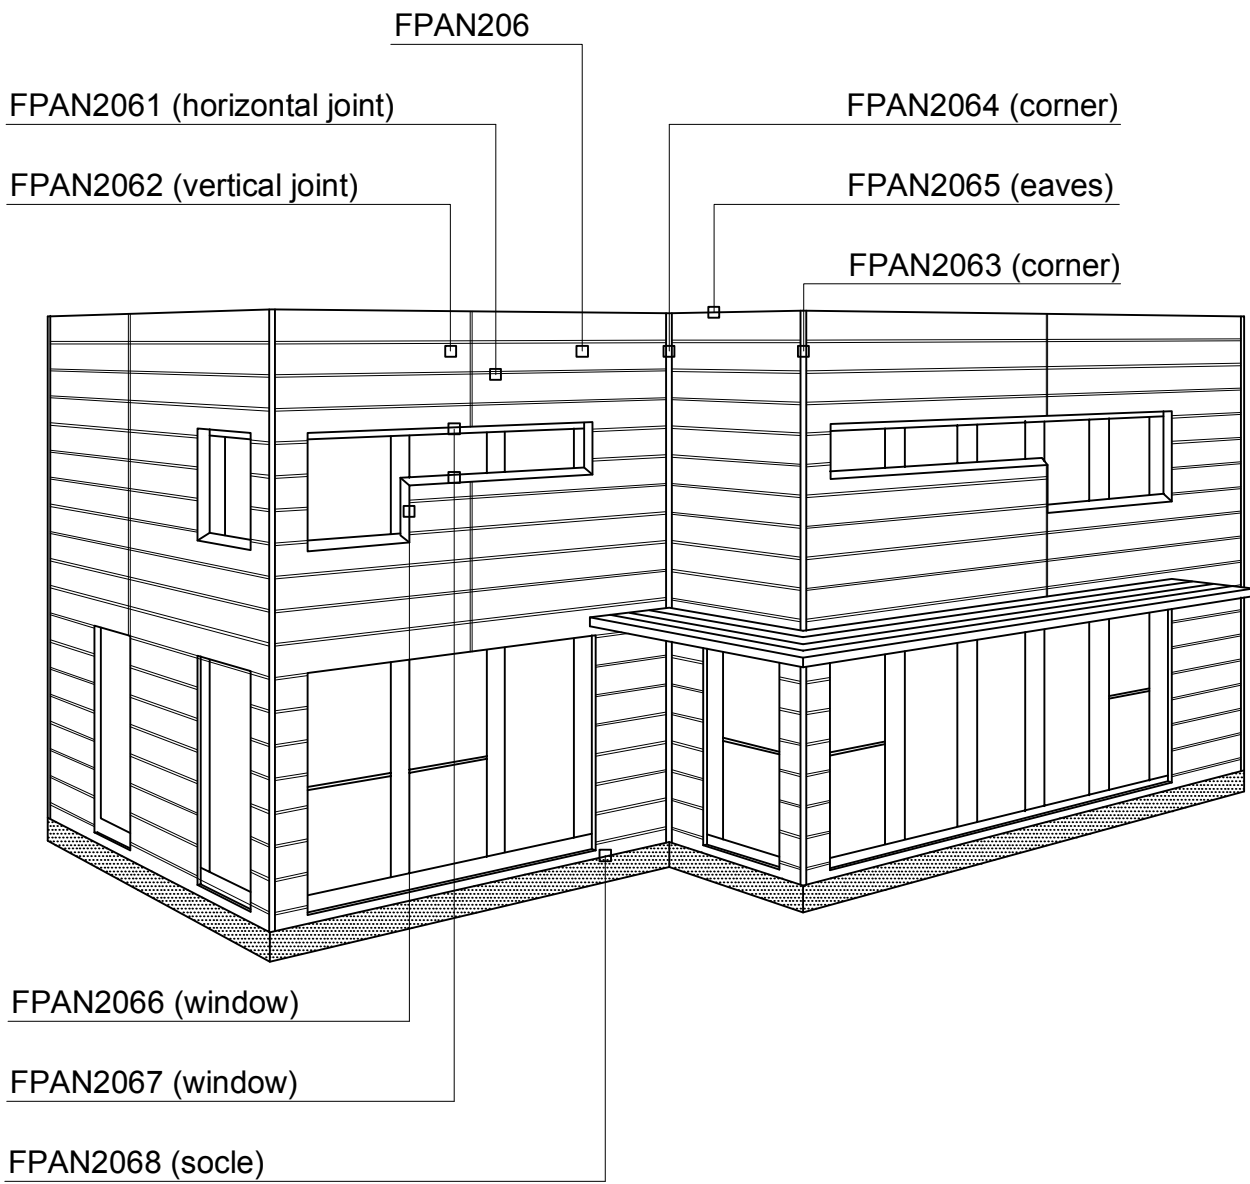 FPAN206
FPAN2061 (horizontal joint)
FPAN2064 (corner)
FPAN2062 (vertical joint)
FPAN2065 (eaves)
FPAN2063 (corner)
FPAN2066 (window)
FPAN2067 (window)
FPAN2068 (socle)